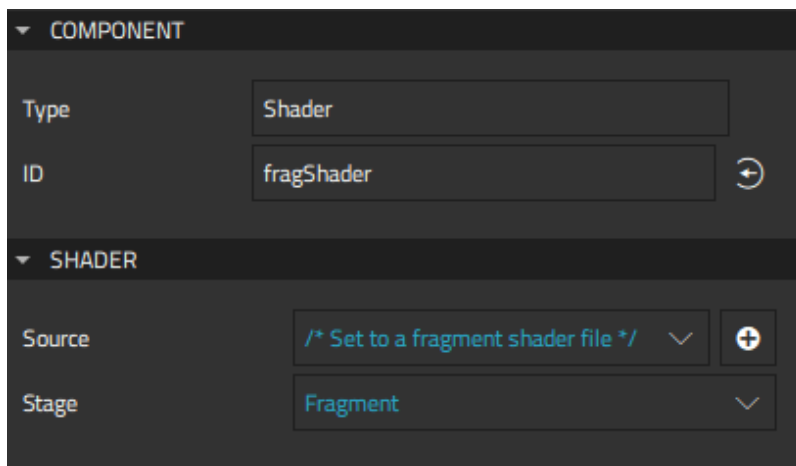 COMPONENT
Type Shader
ID fragShader
SHADER
Source /* Set to a fragment shader file */
Stage Fragment